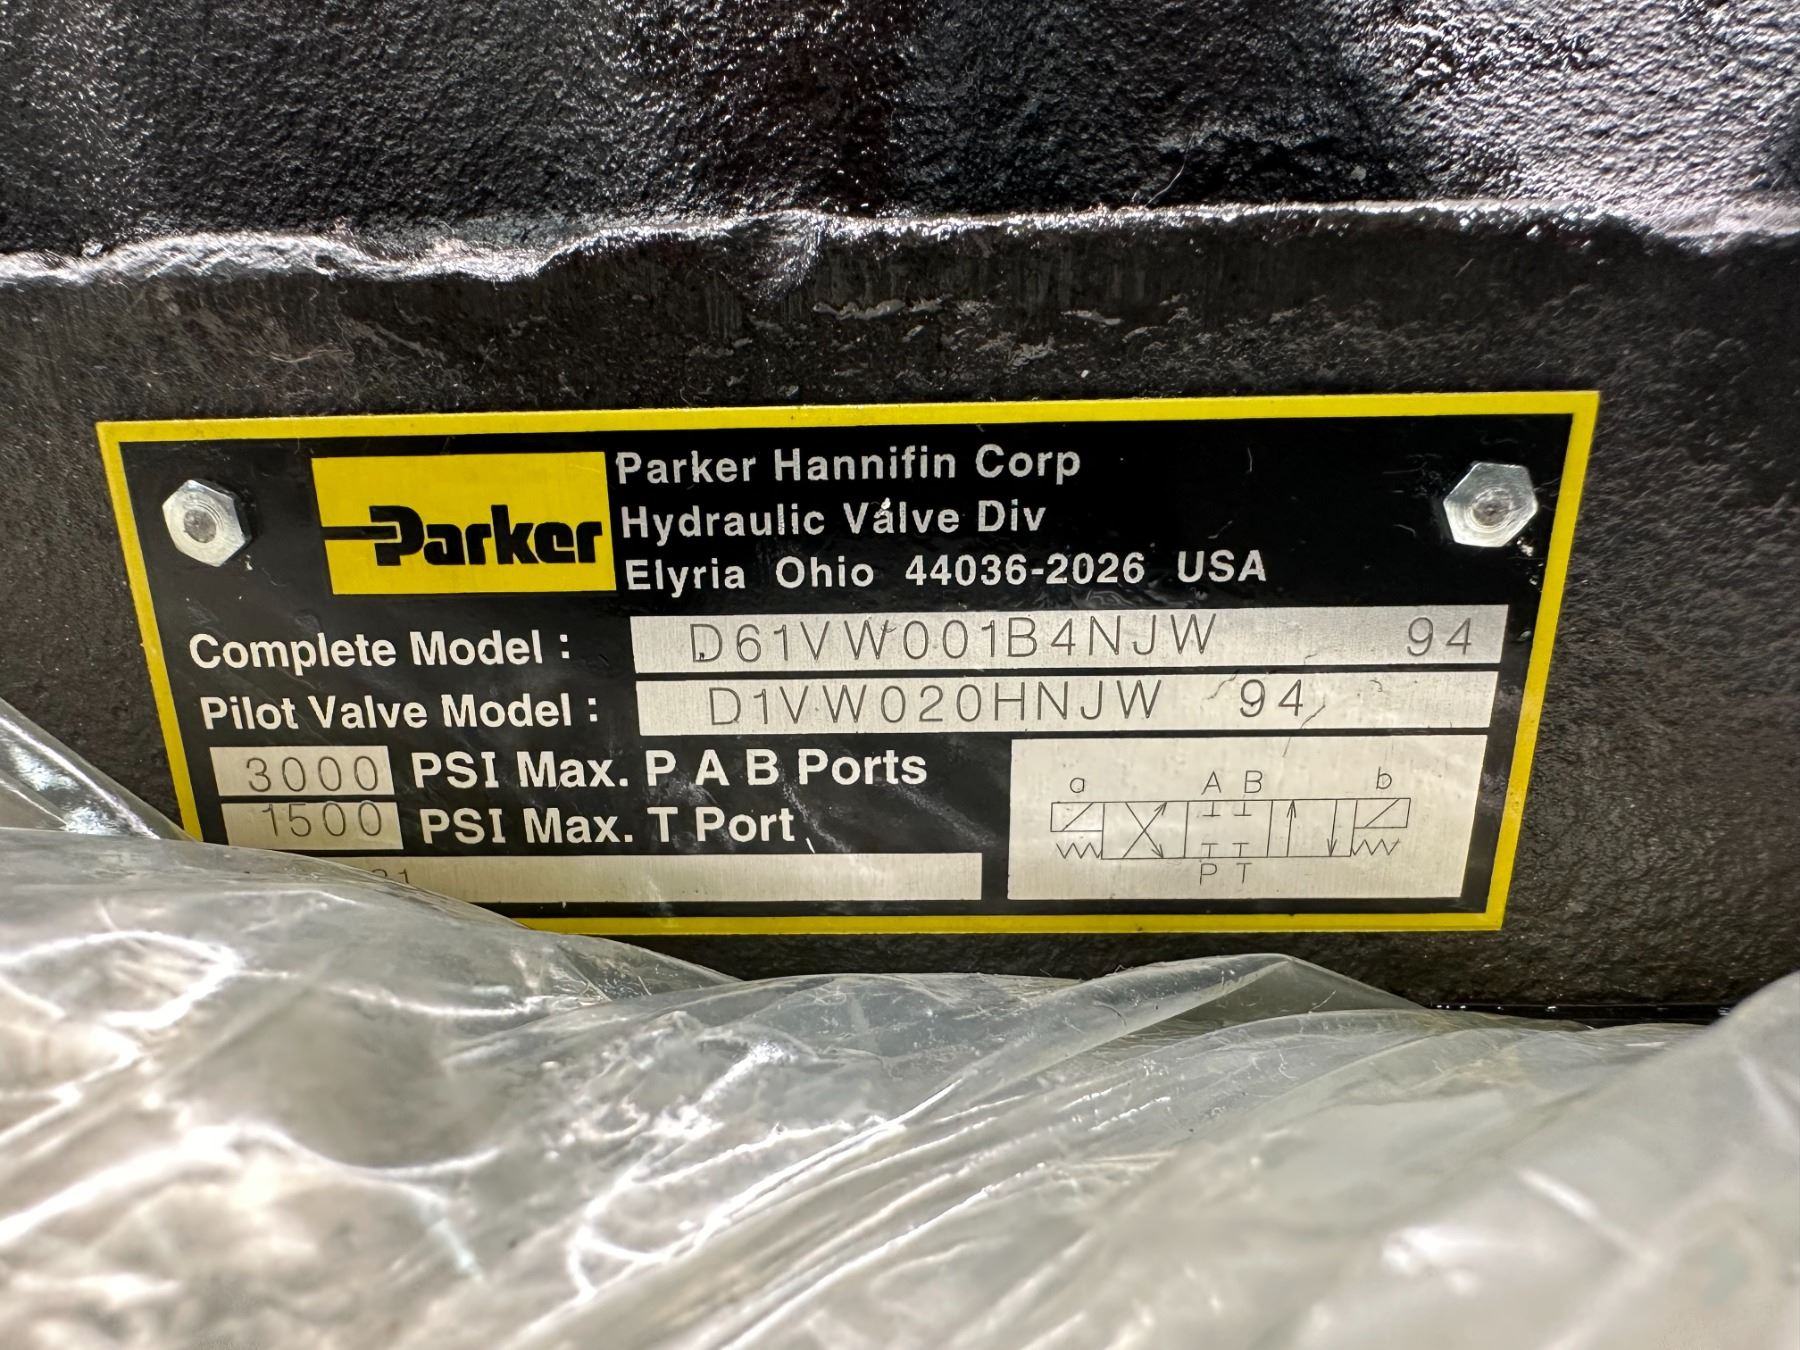 Parker
Parker Hannifin Corp
Hydraulic Valve Div
Elyria Ohio 44036-2026 USA
Complete Model : D61VW001B4NJW 94
Pilot Valve Model : D1VW020HNJW 94
3000 PSI Max. P A B Ports
1500 PSI Max. T Port
a A B b
P T